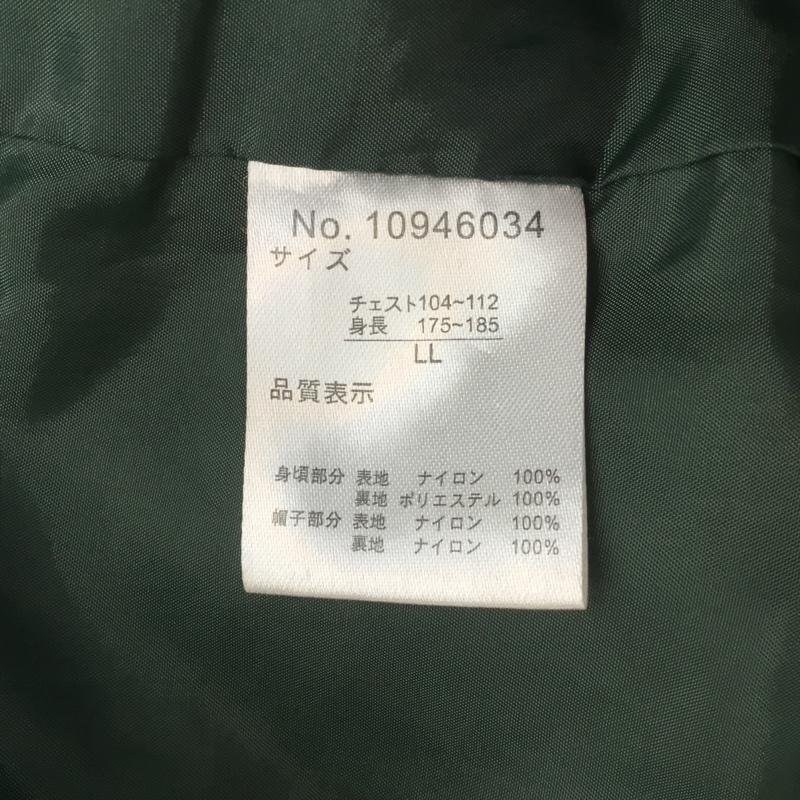 No. 10946034
サイズ
チェスト104~112
身長 175~185
LL
品質表示
身頃部分 表地 ナイロン 100%
裏地 ポリエステル 100%
帽子部分 表地 ナイロン 100%
裏地 ナイロン 100%